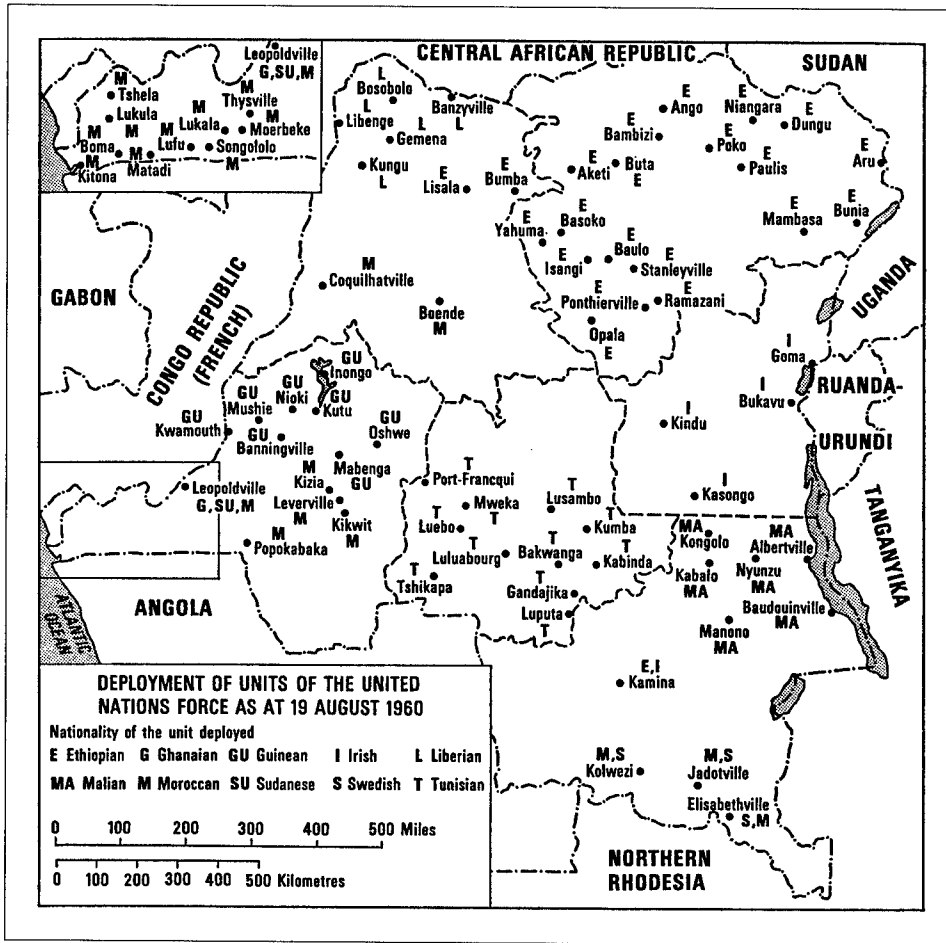 Leopoldville
G,SU,M
M
Tshela
M
Thysville
M
Lukula
M
Lukala
M
Moerbeke
M
Boma
M
M
Lufu
Songololo
M
M
Kitona
Matadi
CENTRAL AFRICAN REPUBLIC
SUDAN
L
Bosobolo
Banzyville
L
L
Libenge
L
Gemena
Kungu
L
E
Lisala
Bumba
E
Ango
E
Niangara
E
Dungu
E
Bambizi
E
Poko
E
Paulis
E
Aru
Aketi
E
Buta
E
E
Mambasa
E
Bunia
E
Yahuma
E
Basoko
E
Isangi
E
Baulo
E
Stanleyville
E
Ponthierville
E
Ramazani
Opala
E
GABON
CONGO REPUBLIC
(FRENCH)
UGANDA
M
Coquilhatville
Boende
M
I
Goma
RUANDA-
URUNDI
I
Bukavu
I
Kindu
I
Kasongo
TANGANYIKA
GU
Inongo
GU
Nioki
GU
Mushie
GU
Kutu
GU
Kwamouth
GU
Banningville
GU
Oshwe
Mabenga
GU
M
Kizia
Leverville
M
Kikwit
M
Leopoldville
G,SU,M
M
Popokabaka
T
Port-Francqui
T
Mweka
T
Luebo
T
Lusambo
T
Kumba
T
Luluabourg
T
Bakwanga
T
Kabinda
T
Tshikapa
T
Gandajika
Luputa
T
MA
Kongolo
MA
Albertville
Kabalo
MA
Nyunzu
MA
Baudouinville
MA
Manono
MA
E,I
Kamina
M,S
Kolwezi
M,S
Jadotville
Elisabethville
S,M
ANGOLA
ATLANTIC
OCEAN
NORTHERN
RHODESIA
DEPLOYMENT OF UNITS OF THE UNITED
NATIONS FORCE AS AT 19 AUGUST 1960
Nationality of the unit deployed
E Ethiopian G Ghanaian GU Guinean I Irish L Liberian
MA Malian M Moroccan SU Sudanese S Swedish T Tunisian
0 100 200 300 400 500 Miles
0 100 200 300 400 500 Kilometres